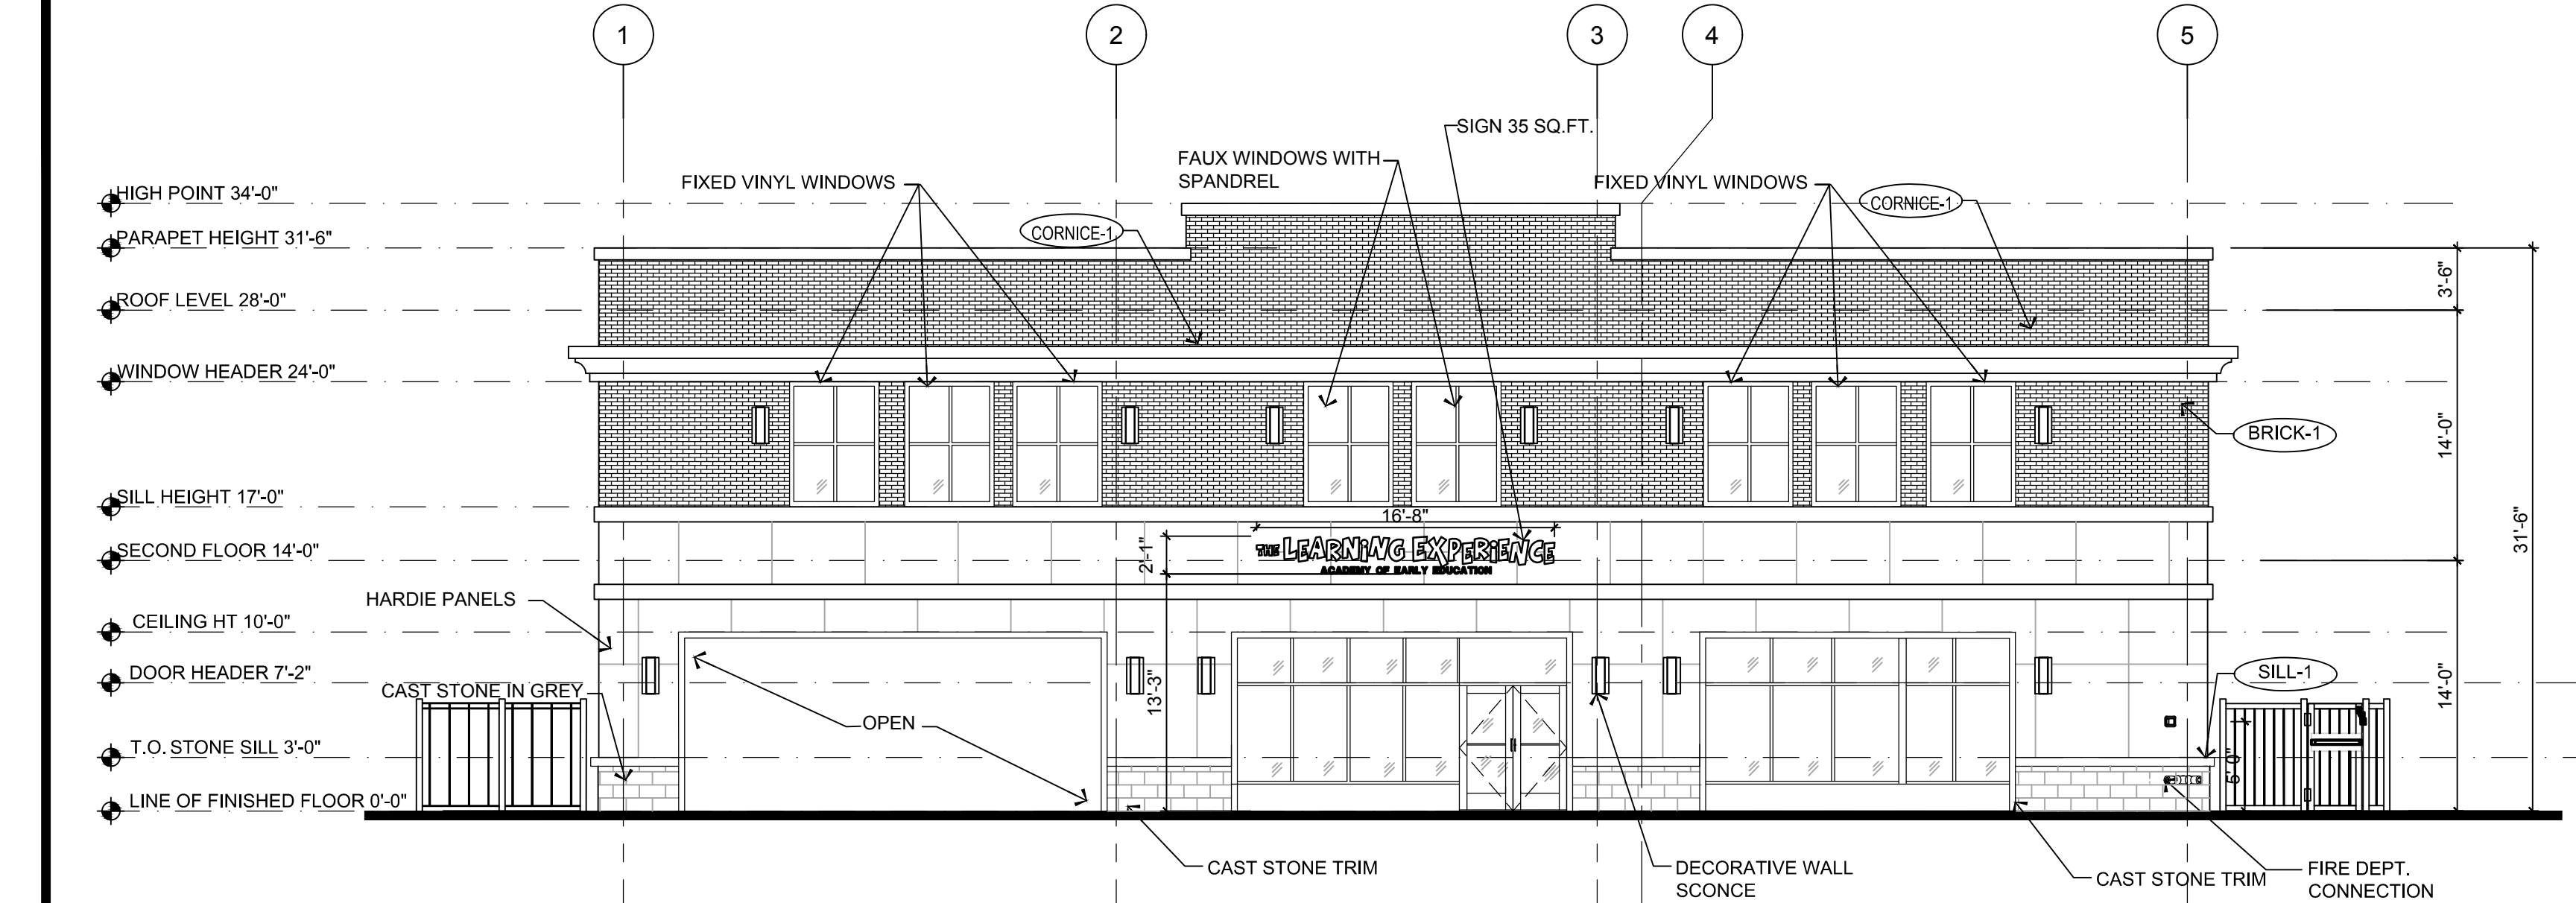 1
2
3
4
5
SIGN 35 SQ.FT.
FAUX WINDOWS WITH
SPANDREL
FIXED VINYL WINDOWS
FIXED VINYL WINDOWS
CORNICE-1
CORNICE-1
HIGH POINT 34'-0"
PARAPET HEIGHT 31'-6"
ROOF LEVEL 28'-0"
WINDOW HEADER 24'-0"
SILL HEIGHT 17'-0"
SECOND FLOOR 14'-0"
CEILING HT 10'-0"
DOOR HEADER 7'-2"
T.O. STONE SILL 3'-0"
LINE OF FINISHED FLOOR 0'-0"
3'-6"
14'-0"
31'-6"
14'-0"
BRICK-1
16'-8"
2'-1"
THE LEARNING EXPERIENCE
ACADEMY OF EARLY EDUCATION
13'-3"
HARDIE PANELS
CAST STONE IN GREY
OPEN
SILL-1
CAST STONE TRIM
DECORATIVE WALL
SCONCE
CAST STONE TRIM
FIRE DEPT.
CONNECTION